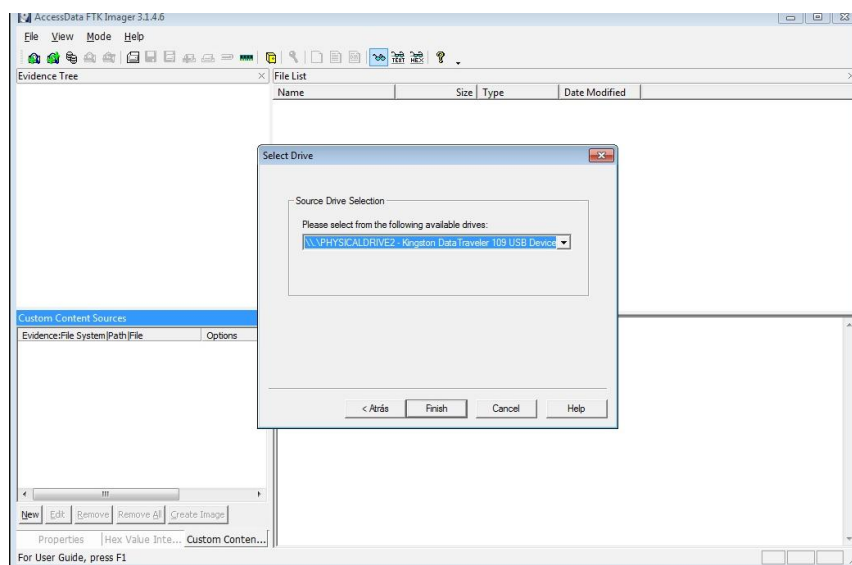 AccessData FTK Imager 3.1.4.6
File View Mode Help
Evidence Tree
File List
Name Size Type Date Modified
Select Drive
Source Drive Selection
Please select from the following available drives:
\\.\PHYSICALDRIVE2 - Kingston DataTraveler 109 USB Device
< Atrás Finish Cancel Help
Custom Content Sources
Evidence:File System|Path|File Options
New Edit Remove Remove All Create Image
Properties Hex Value Inte... Custom Conten...
For User Guide, press F1